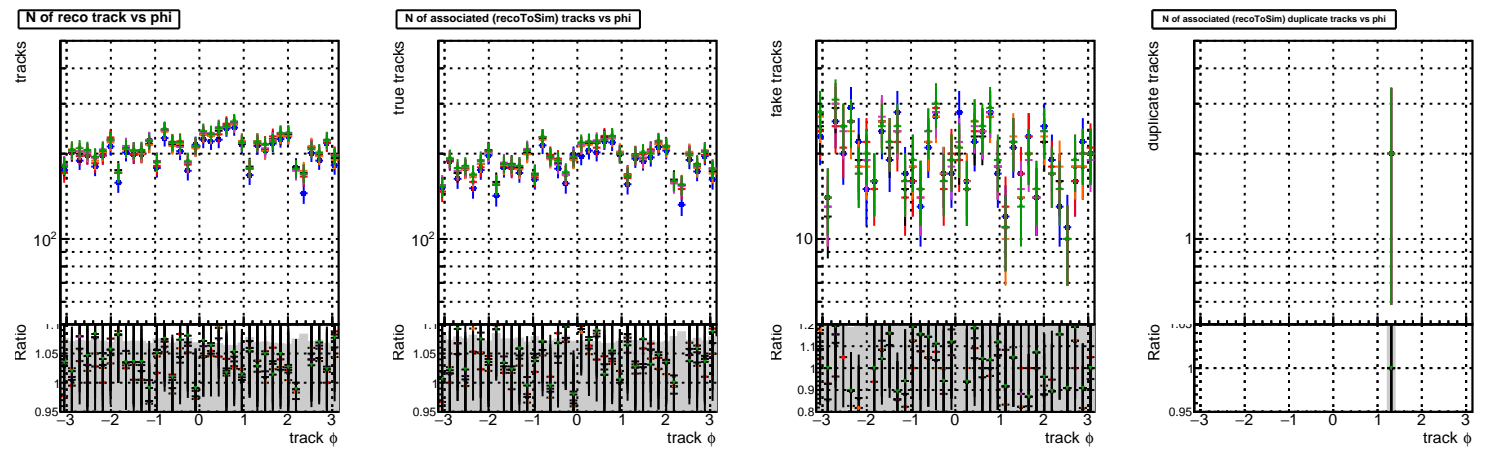 N of reco track vs phi
tracks
10²
Ratio
1.05
1
0.95
−3 −2 −1 0 1 2 3
track ϕ
N of associated (recoToSim) tracks vs phi
true tracks
10²
Ratio
1.05
1
0.95
−3 −2 −1 0 1 2 3
track ϕ
fake tracks
10
Ratio
1.2
1.1
1
0.9
0.8
−3 −2 −1 0 1 2 3
track ϕ
N of associated (recoToSim) duplicate tracks vs phi
duplicate tracks
1
Ratio
1
0.95
−3 −2 −1 0 1 2 3
track ϕ